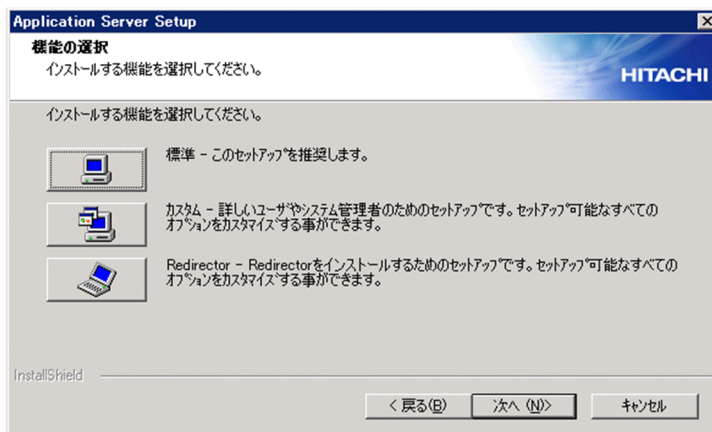 Application Server Setup
機能の選択
インストールする機能を選択してください。
HITACHI
インストールする機能を選択してください。
標準 - このセットアップを推奨します。
カスタム - 詳しいユーザやシステム管理者のためのセットアップです。セットアップ可能なすべての
オプションをカスタマイズする事ができます。
Redirector - Redirectorをインストールするためのセットアップです。セットアップ可能なすべての
オプションをカスタマイズする事ができます。
InstallShield
< 戻る(B)
次へ (N)>
キャンセル